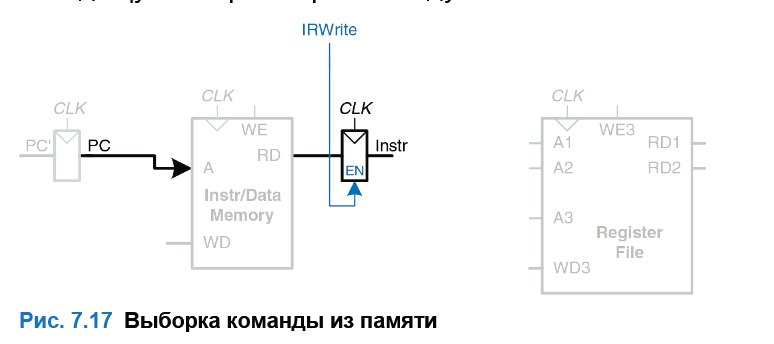 IRWrite
CLK
CLK
CLK
CLK
PC'
PC
WE
RD
A
EN
Instr
Instr/Data
Memory
WD
WE3
A1
RD1
A2
RD2
A3
Register
File
WD3
Рис. 7.17 Выборка команды из памяти